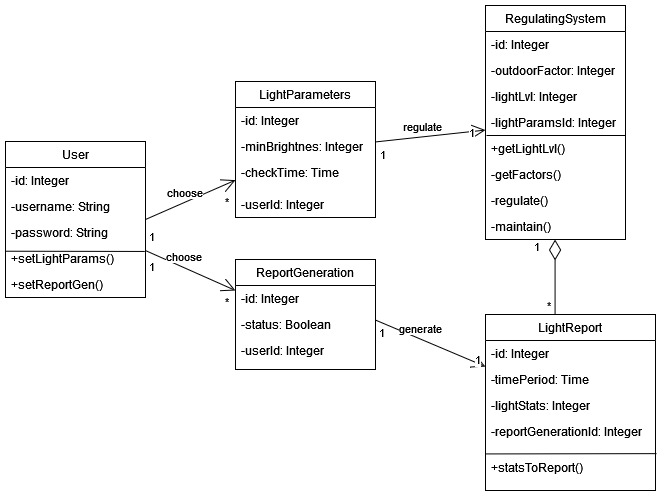 RegulatingSystem
-id: Integer
-outdoorFactor: Integer
-lightLvl: Integer
-lightParamsId: Integer
+getLightLvl()
-getFactors()
-regulate()
-maintain()
LightParameters
-id: Integer
-minBrightnes: Integer
-checkTime: Time
-userId: Integer
regulate
1
1
User
-id: Integer
-username: String
-password: String
+setLightParams()
+setReportGen()
choose
1
*
choose
1
*
ReportGeneration
-id: Integer
-status: Boolean
-userId: Integer
generate
1
1
1
*
LightReport
-id: Integer
-timePeriod: Time
-lightStats: Integer
-reportGenerationId: Integer
+statsToReport()